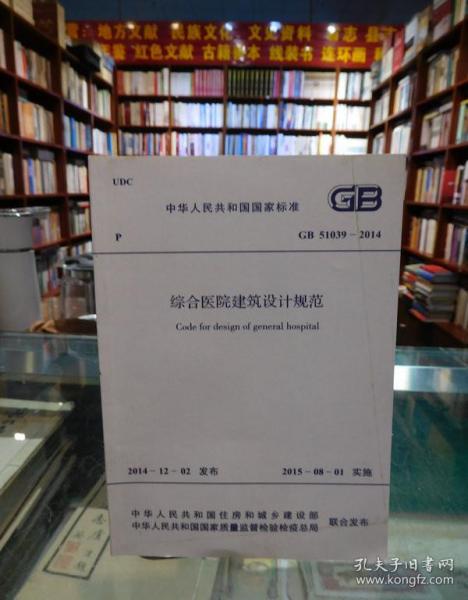 地方文献 民族文化 文史资料 省志 县志
红色文献 古籍善本 线装书 连环画
UDC
中华人民共和国国家标准
GB
P
GB 51039-2014
综合医院建筑设计规范
Code for design of general hospital
2014-12-02 发布
2015-08-01 实施
中华人民共和国住房和城乡建设部
中华人民共和国国家质量监督检验检疫总局
联合发布
孔夫子旧书网
www.kongfz.com